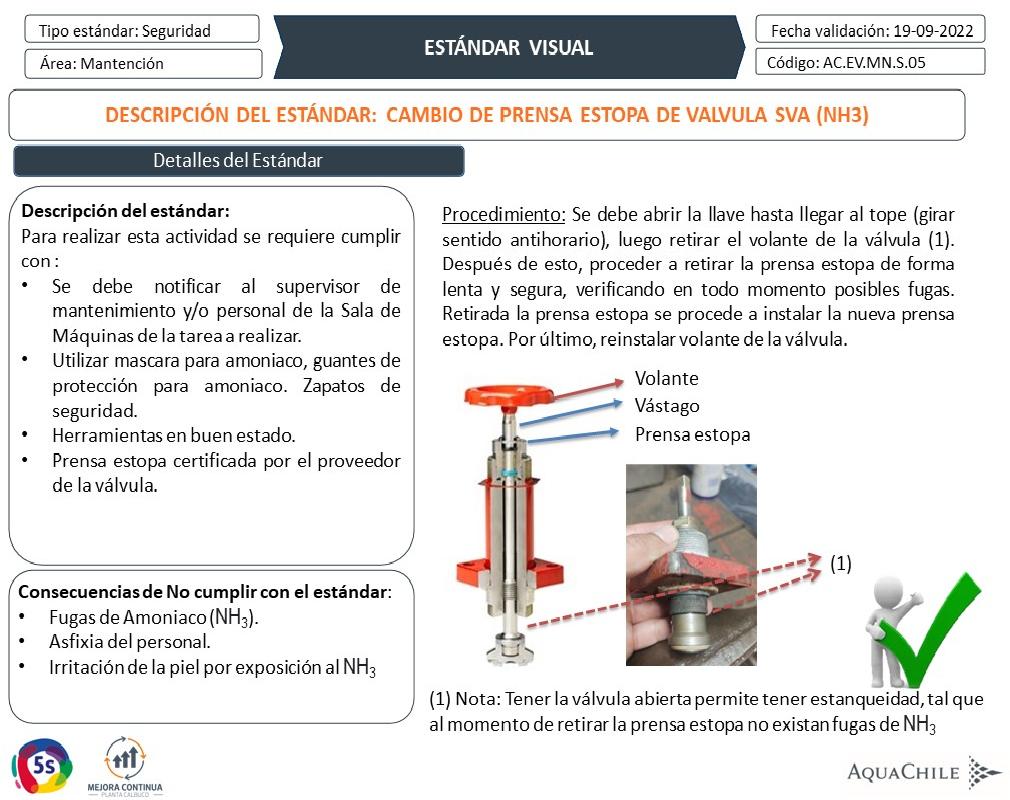 Tipo estándar: Seguridad
Área: Mantención
ESTÁNDAR VISUAL
Fecha validación: 19-09-2022
Código: AC.EV.MN.S.05
DESCRIPCIÓN DEL ESTÁNDAR: CAMBIO DE PRENSA ESTOPA DE VALVULA SVA (NH3)
Detalles del Estándar
Descripción del estándar:
Para realizar esta actividad se requiere cumplir
con :
• Se debe notificar al supervisor de
mantenimiento y/o personal de la Sala de
Máquinas de la tarea a realizar.
• Utilizar mascara para amoniaco, guantes de
protección para amoniaco. Zapatos de
seguridad.
• Herramientas en buen estado.
• Prensa estopa certificada por el proveedor
de la válvula.
Consecuencias de No cumplir con el estándar:
• Fugas de Amoniaco (NH₃).
• Asfixia del personal.
• Irritación de la piel por exposición al NH₃
Procedimiento: Se debe abrir la llave hasta llegar al tope (girar
sentido antihorario), luego retirar el volante de la válvula (1).
Después de esto, proceder a retirar la prensa estopa de forma
lenta y segura, verificando en todo momento posibles fugas.
Retirada la prensa estopa se procede a instalar la nueva prensa
estopa. Por último, reinstalar volante de la válvula.
Volante
Vástago
Prensa estopa
(1)
(1) Nota: Tener la válvula abierta permite tener estanqueidad, tal que
al momento de retirar la prensa estopa no existan fugas de NH₃
5s
MEJORA CONTINUA
PLANTA CALBUCO
AQUACHILE